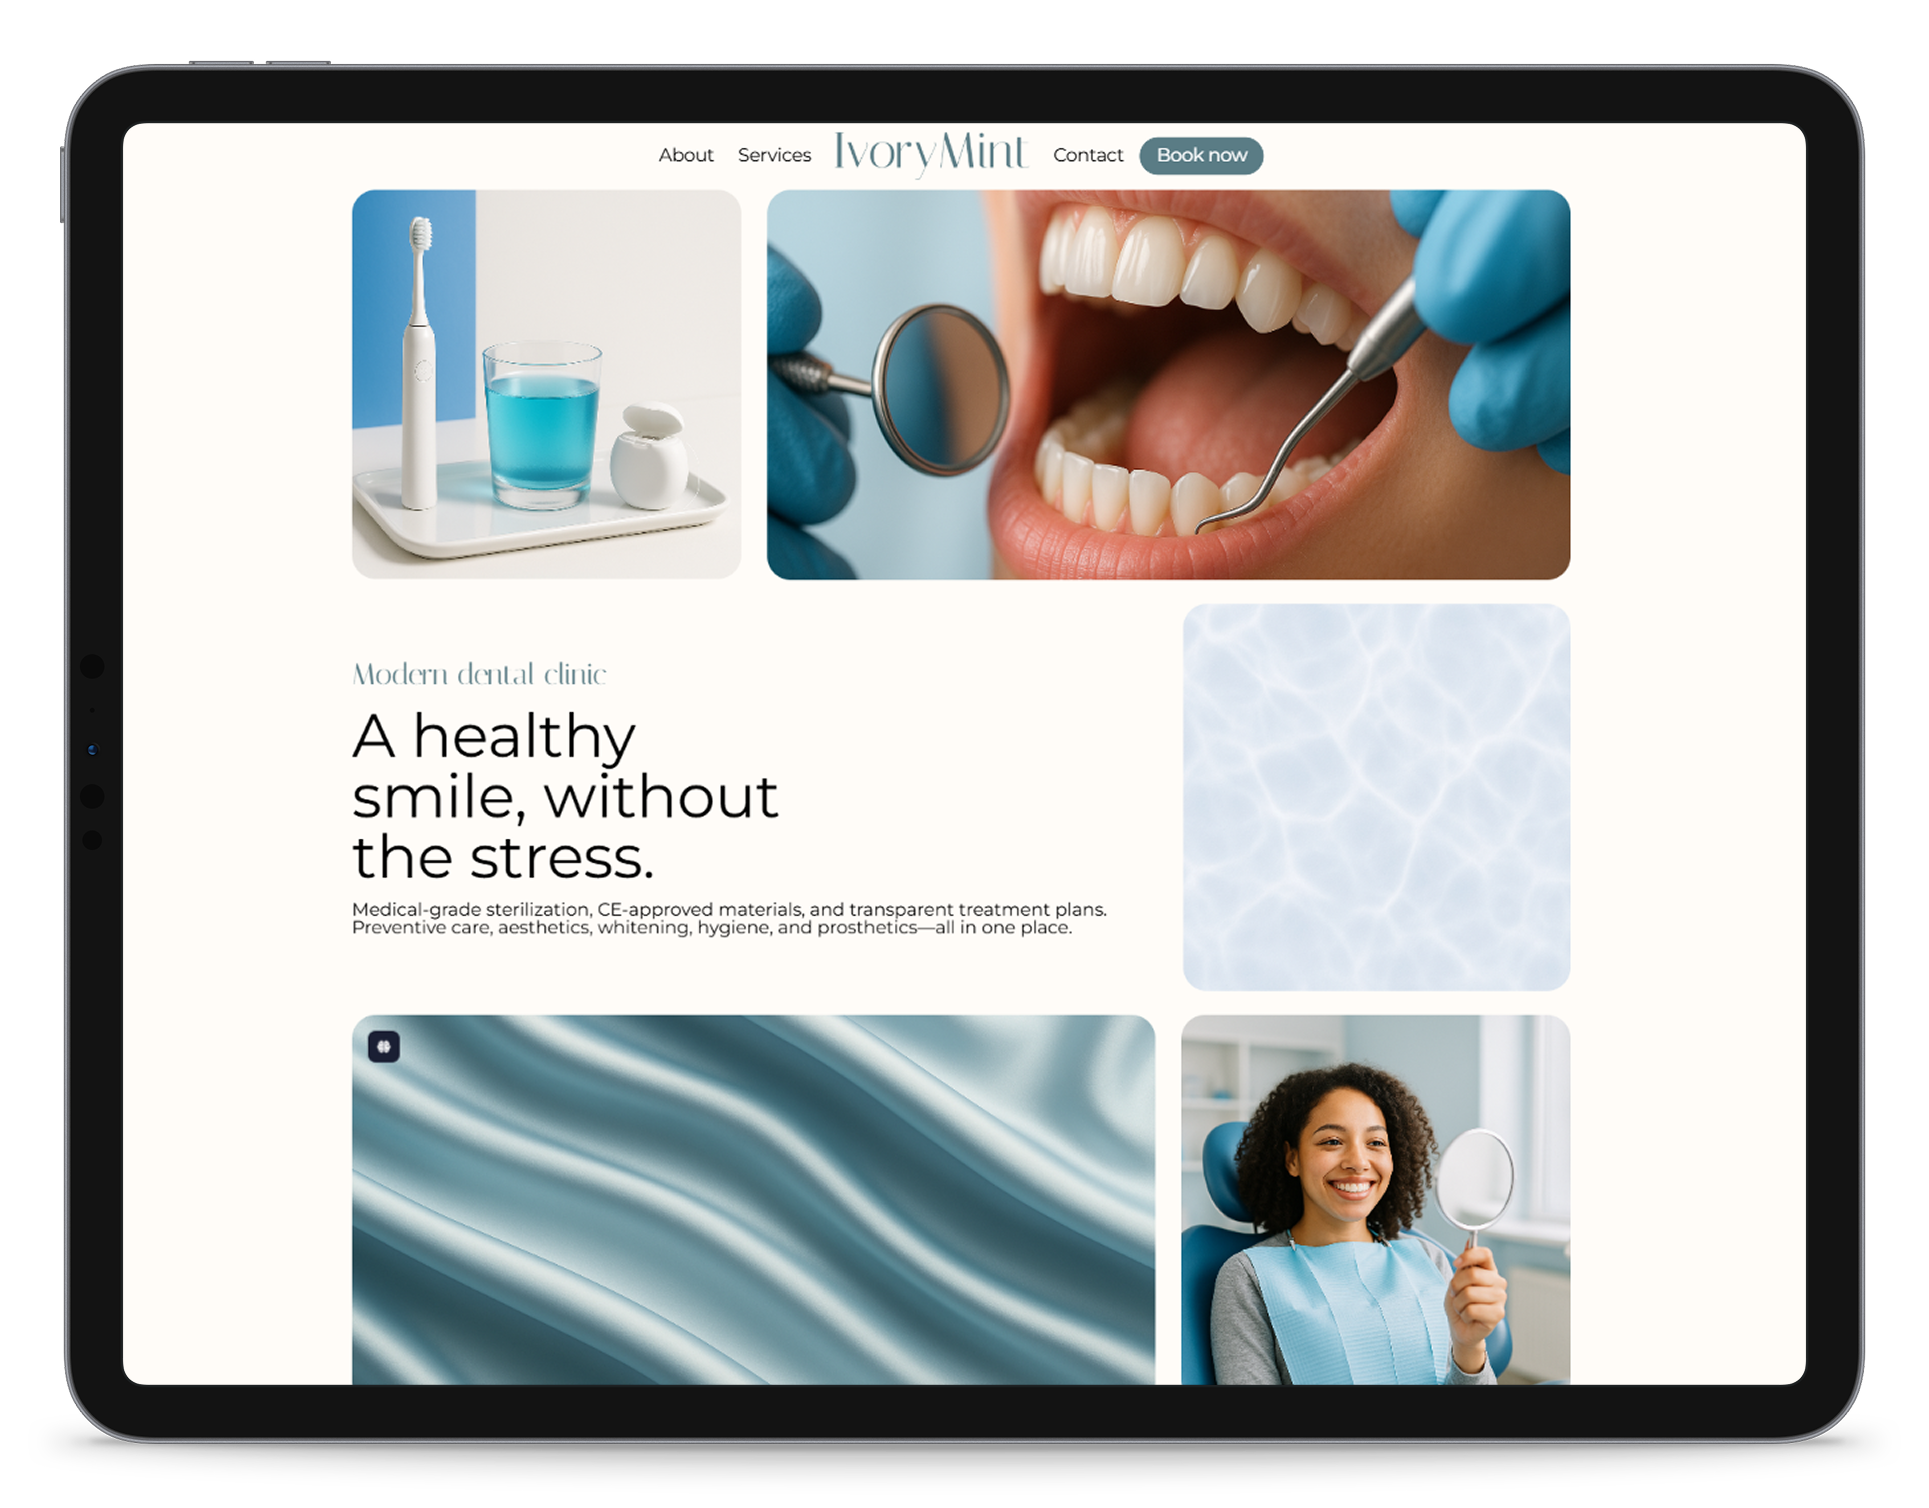 About Services IvoryMint Contact Book now
Modern dental clinic
A healthy
smile, without
the stress.
Medical-grade sterilization, CE-approved materials, and transparent treatment plans.
Preventive care, aesthetics, whitening, hygiene, and prosthetics—all in one place.